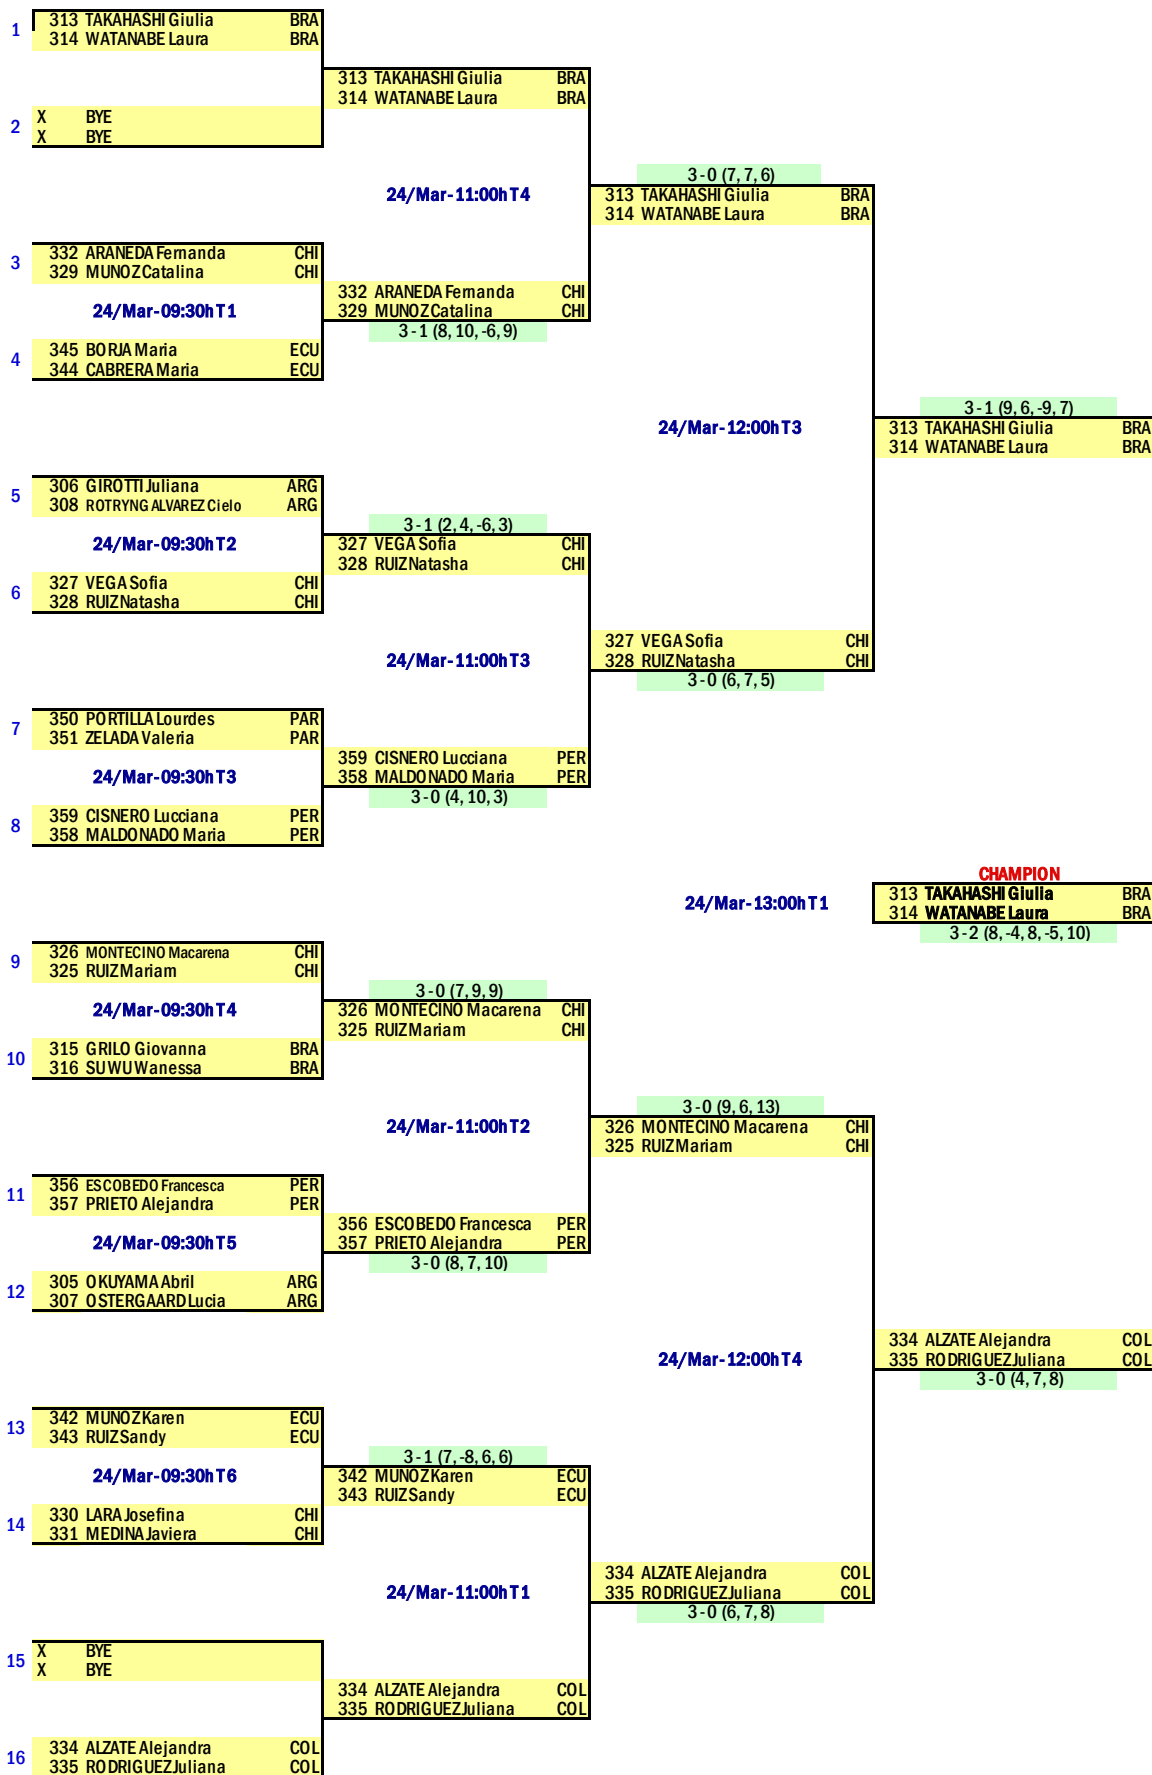 1
313 TAKAHASHI Giulia BRA
314 WATANABE Laura BRA
313 TAKAHASHI Giulia BRA
314 WATANABE Laura BRA
2
X BYE
X BYE
3-0 (7, 7, 6)
24/Mar-11:00h T4
313 TAKAHASHI Giulia BRA
314 WATANABE Laura BRA
3
332 ARANEDA Fernanda CHI
329 MUNOZ Catalina CHI
24/Mar-09:30h T1
332 ARANEDA Fernanda CHI
329 MUNOZ Catalina CHI
3-1 (8, 10, -6, 9)
4
345 BORJA Maria ECU
344 CABRERA Maria ECU
3-1 (9, 6, -9, 7)
24/Mar-12:00h T3
313 TAKAHASHI Giulia BRA
314 WATANABE Laura BRA
5
306 GIROTTI Juliana ARG
308 ROTRYNG ALVAREZ Cielo ARG
3-1 (2, 4, -6, 3)
24/Mar-09:30h T2
327 VEGA Sofia CHI
328 RUIZ Natasha CHI
6
327 VEGA Sofia CHI
328 RUIZ Natasha CHI
24/Mar-11:00h T3
327 VEGA Sofia CHI
328 RUIZ Natasha CHI
3-0 (6, 7, 5)
7
350 PORTILLA Lourdes PAR
351 ZELADA Valeria PAR
24/Mar-09:30h T3
359 CISNERO Lucciana PER
358 MALDONADO Maria PER
3-0 (4, 10, 3)
8
359 CISNERO Lucciana PER
358 MALDONADO Maria PER
CHAMPION
24/Mar-13:00h T1
313 TAKAHASHI Giulia BRA
314 WATANABE Laura BRA
3-2 (8, -4, 8, -5, 10)
9
326 MONTECINO Macarena CHI
325 RUIZ Mariam CHI
3-0 (7, 9, 9)
24/Mar-09:30h T4
326 MONTECINO Macarena CHI
325 RUIZ Mariam CHI
10
315 GRILO Giovanna BRA
316 SUWU Wanessa BRA
3-0 (9, 6, 13)
24/Mar-11:00h T2
326 MONTECINO Macarena CHI
325 RUIZ Mariam CHI
11
356 ESCOBEDO Francesca PER
357 PRIETO Alejandra PER
24/Mar-09:30h T5
356 ESCOBEDO Francesca PER
357 PRIETO Alejandra PER
3-0 (8, 7, 10)
12
305 OKUYAMA Abril ARG
307 OSTERGAARD Lucia ARG
24/Mar-12:00h T4
334 ALZATE Alejandra COL
335 RODRIGUEZ Juliana COL
3-0 (4, 7, 8)
13
342 MUNOZ Karen ECU
343 RUIZ Sandy ECU
3-1 (7, -8, 6, 6)
24/Mar-09:30h T6
342 MUNOZ Karen ECU
343 RUIZ Sandy ECU
14
330 LARA Josefina CHI
331 MEDINA Javiera CHI
24/Mar-11:00h T1
334 ALZATE Alejandra COL
335 RODRIGUEZ Juliana COL
3-0 (6, 7, 8)
15
X BYE
X BYE
334 ALZATE Alejandra COL
335 RODRIGUEZ Juliana COL
16
334 ALZATE Alejandra COL
335 RODRIGUEZ Juliana COL